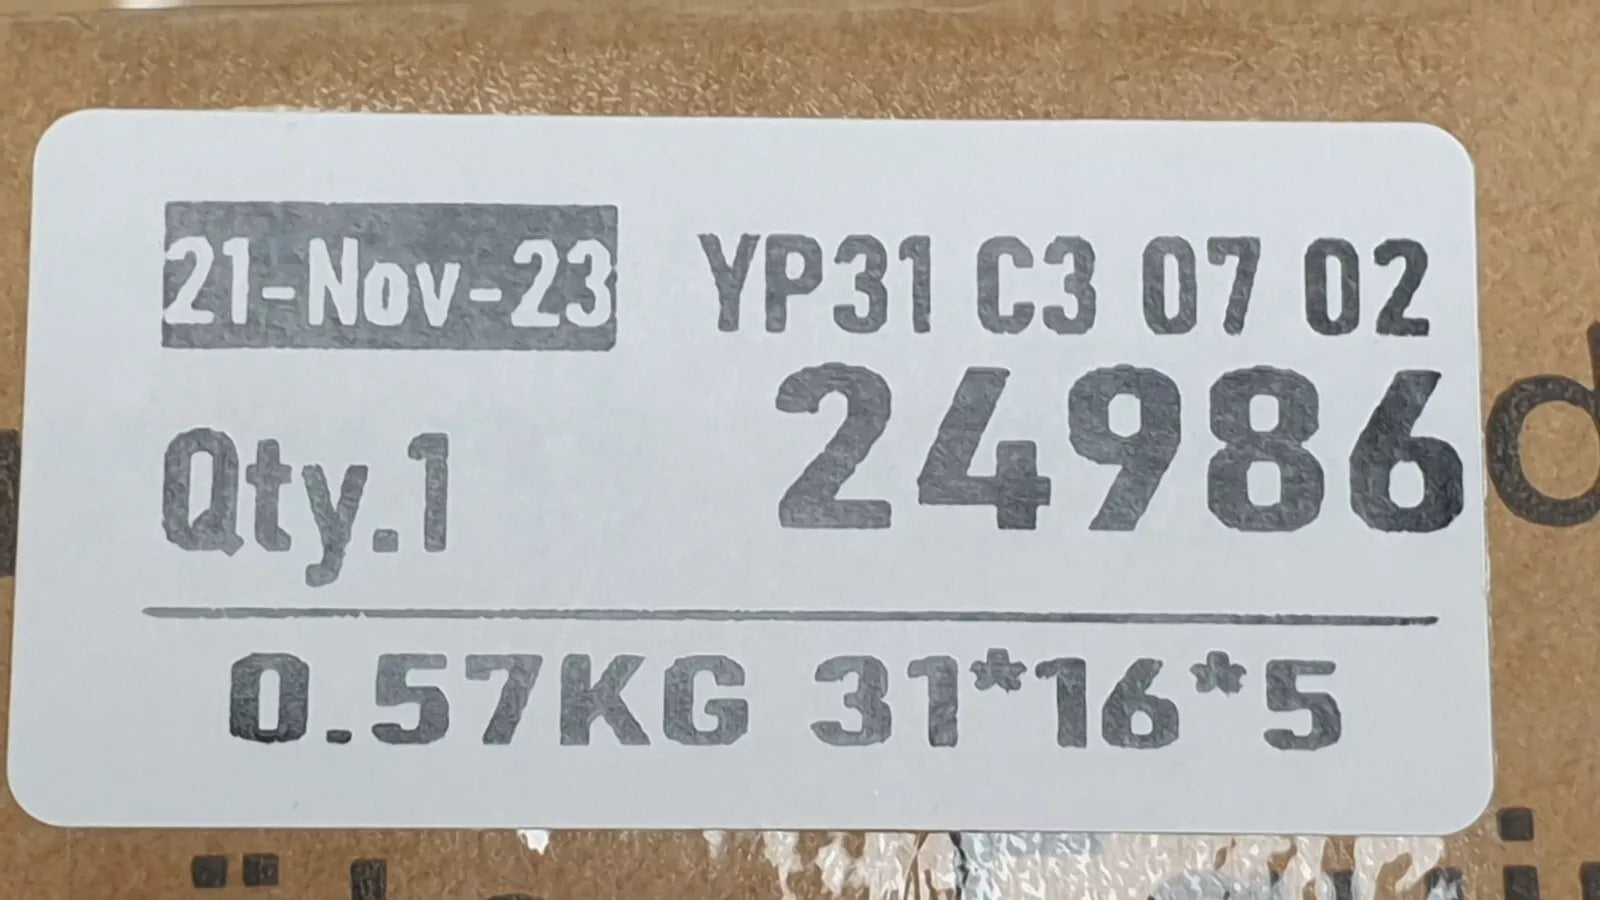 21-Nov-23 YP31 C3 07 02
Qty.1 24986
0.57KG 31*16*5